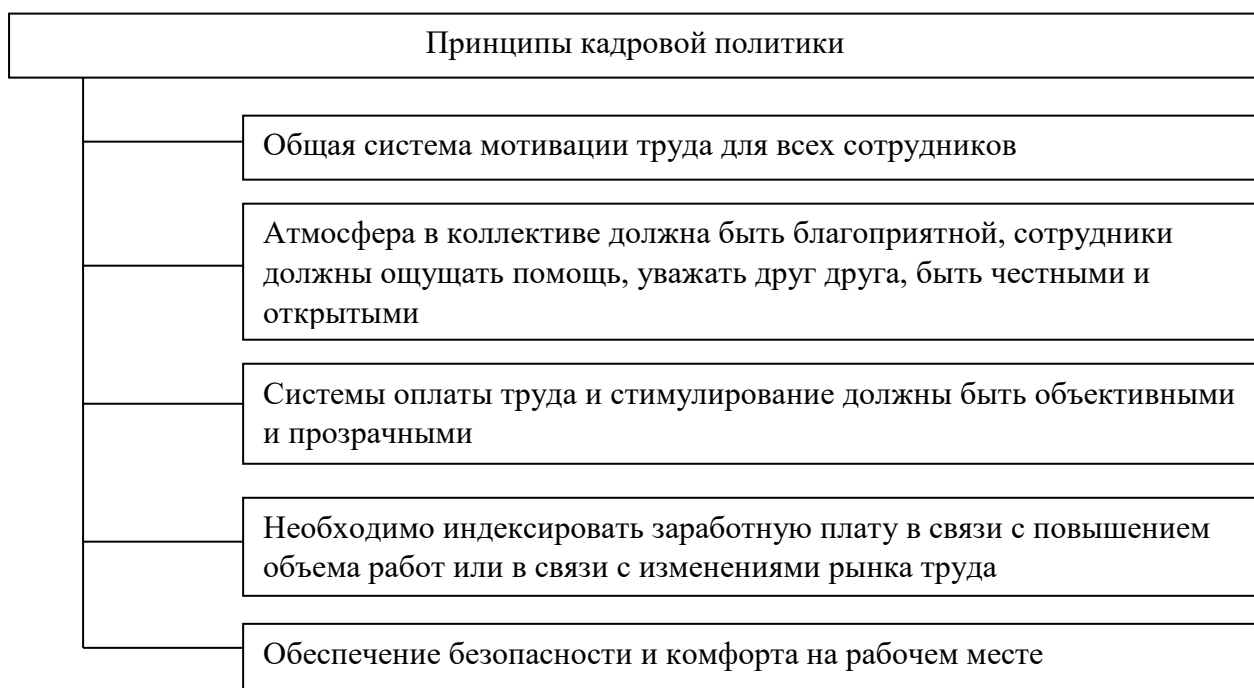 Принципы кадровой политики
Общая система мотивации труда для всех сотрудников
Атмосфера в коллективе должна быть благоприятной, сотрудники
должны ощущать помощь, уважать друг друга, быть честными и
открытыми
Системы оплаты труда и стимулирование должны быть объективными
и прозрачными
Необходимо индексировать заработную плату в связи с повышением
объема работ или в связи с изменениями рынка труда
Обеспечение безопасности и комфорта на рабочем месте